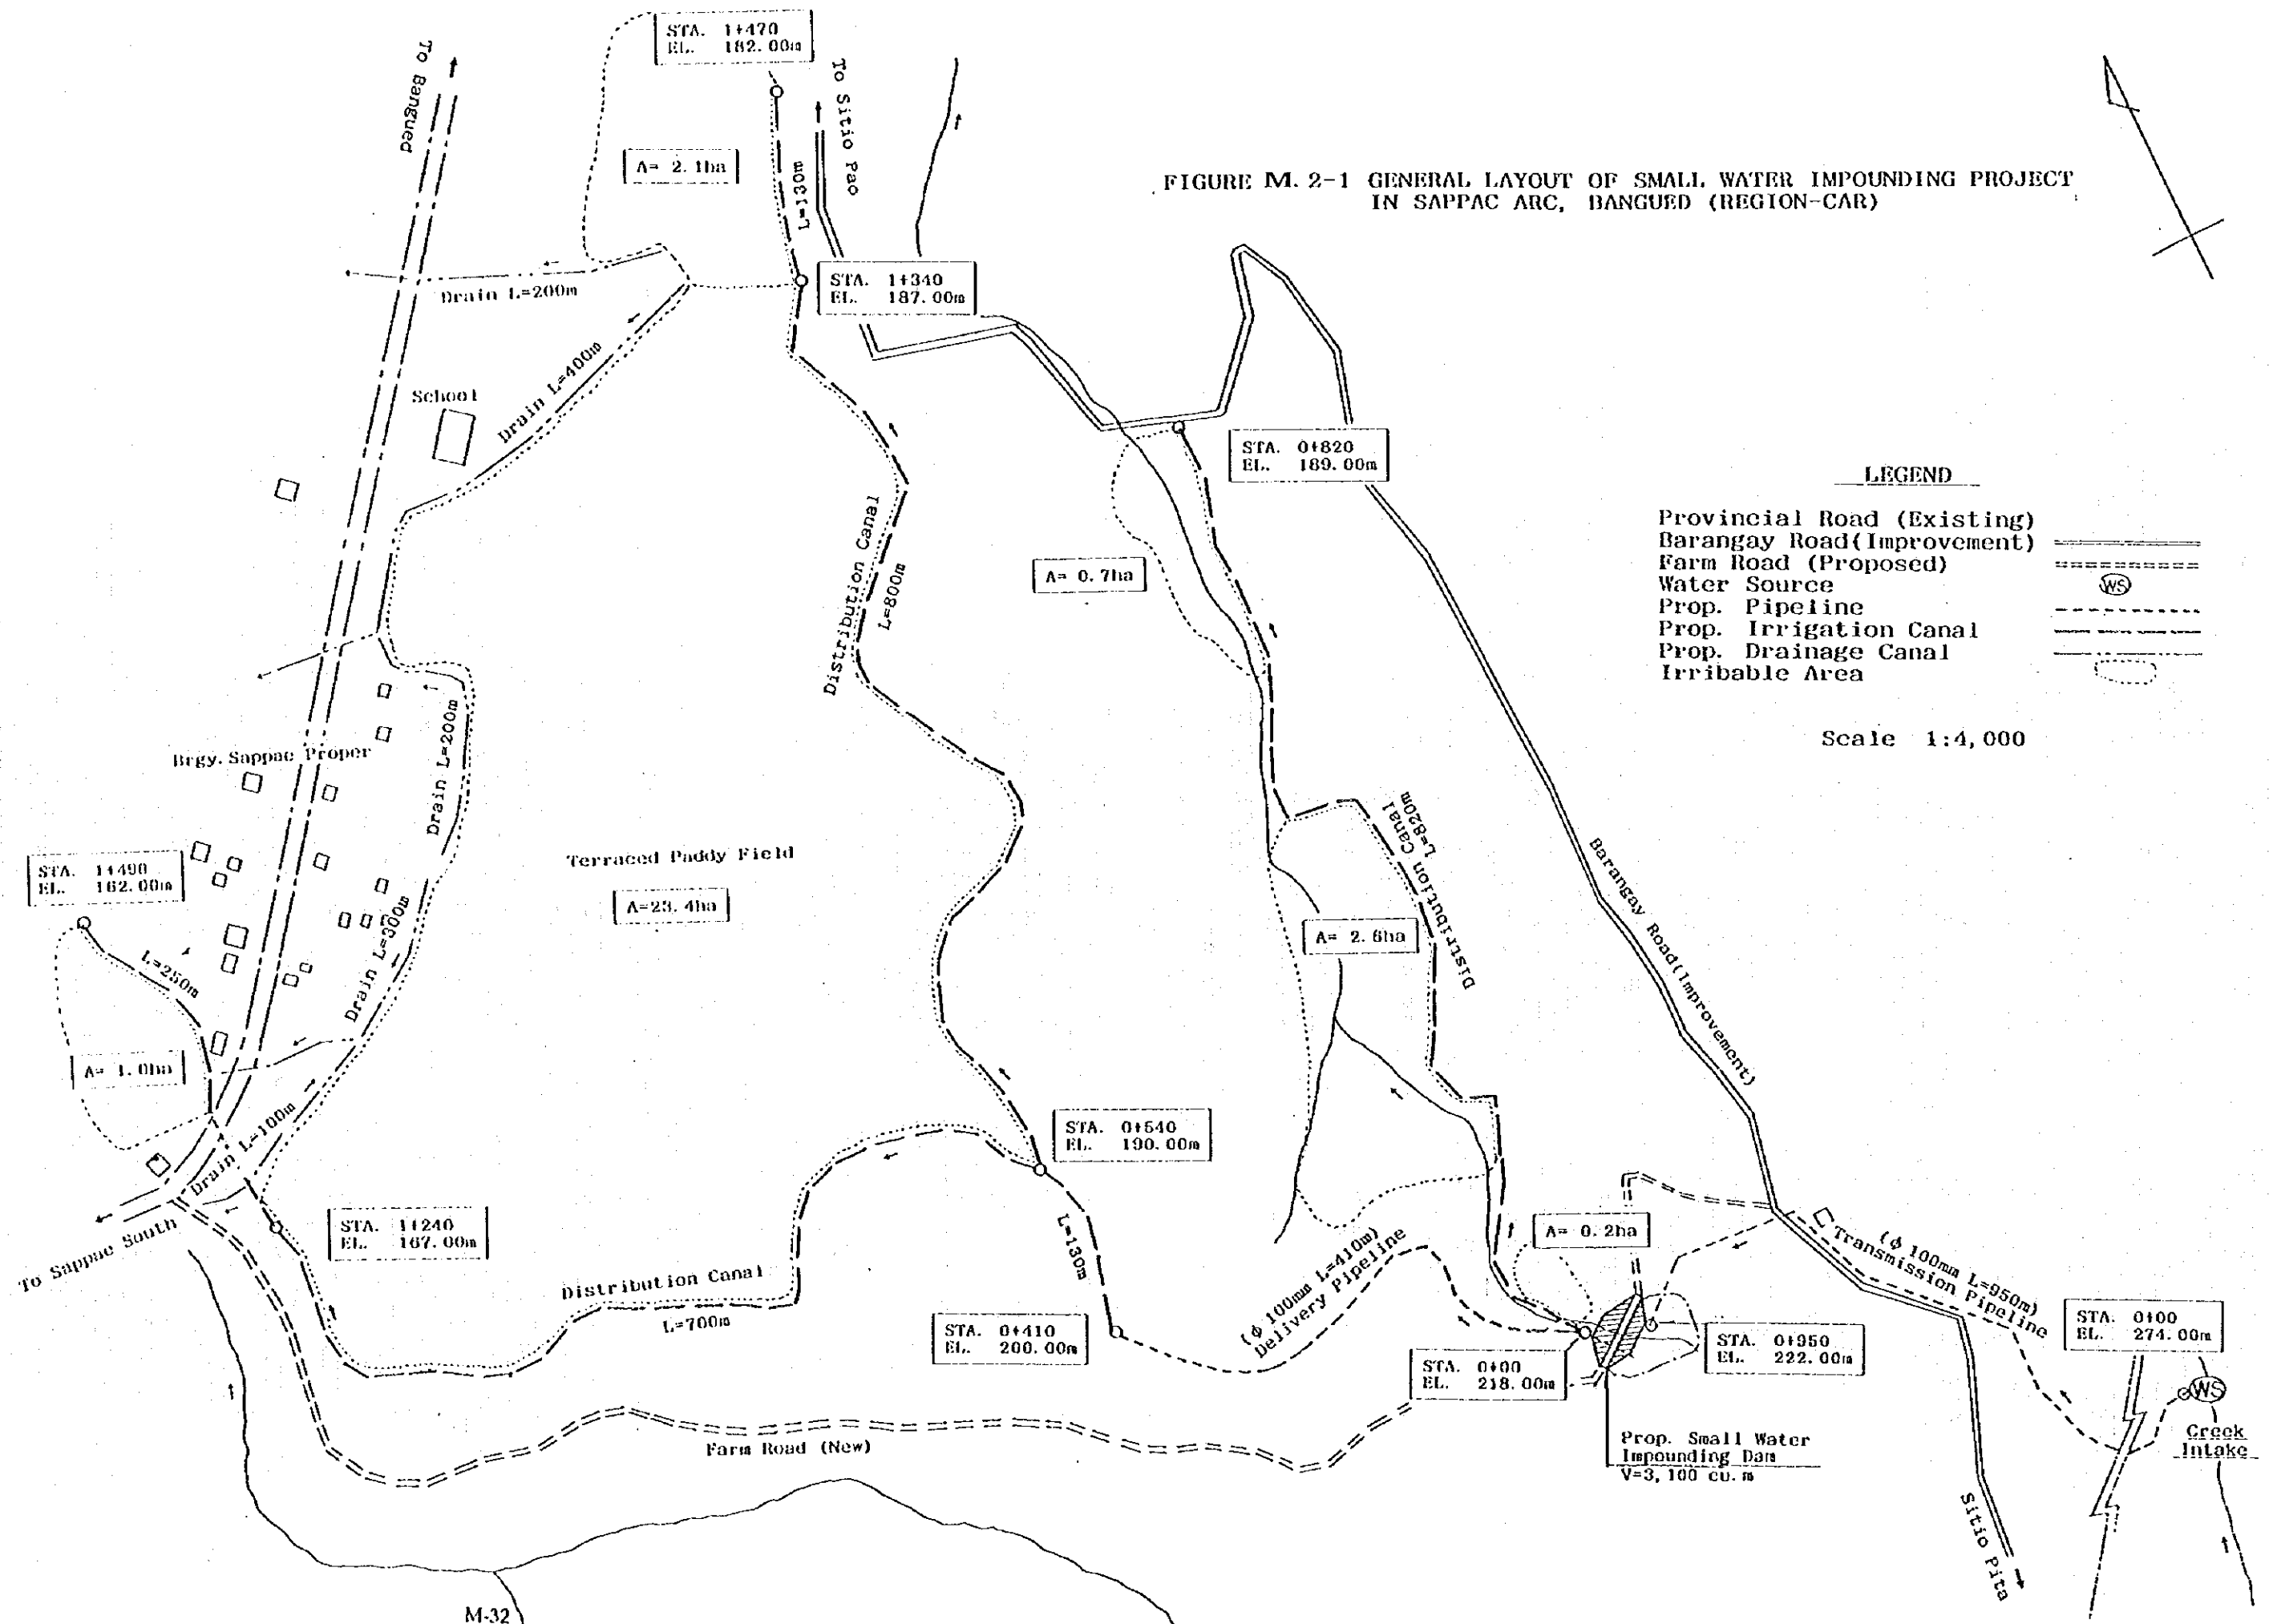 FIGURE M. 2-1 GENERAL LAYOUT OF SMALL WATER IMPOUNDING PROJECT
IN SAPPAC ARC, BANGUED (REGION-CAR)
To Bangued
STA. 1+470
EL. 182.00m
To Sitio Pao
A= 2.1ha
L=130m
STA. 1+340
EL. 187.00m
Drain L=200m
Drain L=400m
School
STA. 0+820
EL. 189.00m
LEGEND
Provincial Road (Existing)
Barangay Road(Improvement)
Farm Road (Proposed)
Water Source
WS
Prop. Pipeline
Prop. Irrigation Canal
Prop. Drainage Canal
Irribable Area
Scale 1:4,000
Distribution Canal
L=800m
A= 0.7ha
Brgy. Sappac Proper
Drain L=200m
Terraced Paddy Field
A=23.4ha
STA. 1+490
EL. 162.00m
L=250m
Drain L=300m
A= 1.0ha
Drain L=100m
Distribution Canal
L=820m
A= 2.6ha
Barangay Road(Improvement)
STA. 0+540
EL. 190.00m
L=130m
To Sappac South
STA. 1+240
EL. 167.00m
Distribution Canal
L=700m
STA. 0+410
EL. 200.00m
(ϕ 100mm L=410m)
Delivery Pipeline
A= 0.2ha
(ϕ 100mm L=950m)
Transmission Pipeline
STA. 0+00
EL. 218.00m
STA. 0+950
EL. 222.00m
STA. 0+00
EL. 274.00m
WS
Creek
Intake
Farm Road (New)
Prop. Small Water
Impounding Dam
V=3,100 cu.m
Sitio Pita
M-32